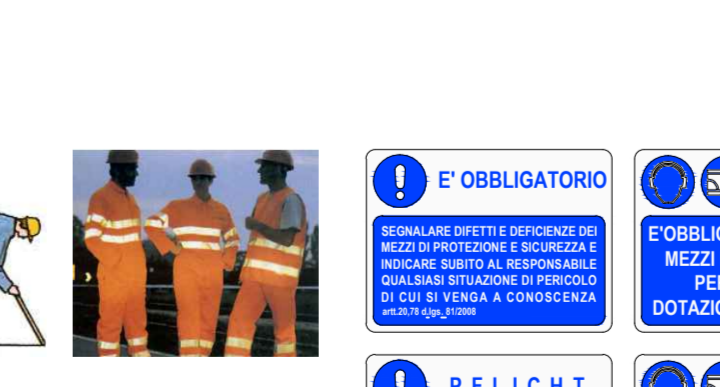 E' OBBLIGATORIO
SEGNALARE DIFETTI E DEFICIENZE DEI
MEZZI DI PROTEZIONE E SICUREZZA E
INDICARE SUBITO AL RESPONSABILE
QUALSIASI SITUAZIONE DI PERICOLO
DI CUI SI VENGA A CONOSCENZA
artt.20,78 d.lgs. 81/2008
E'OBBLIG
MEZZI
PE
DOTAZIO